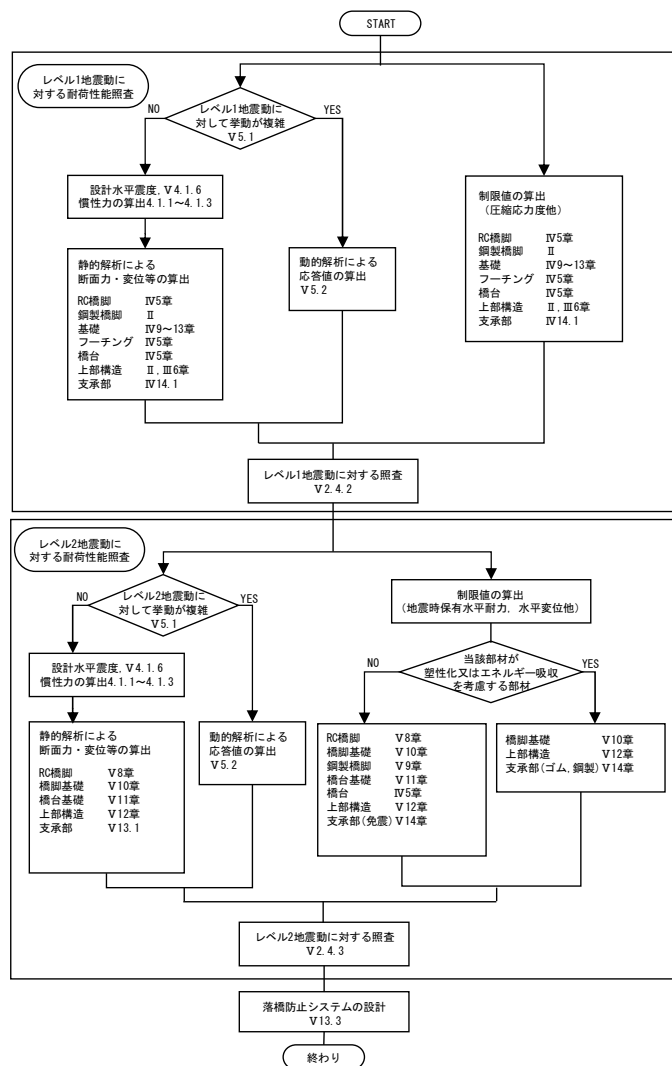 START
レベル1地震動に
対する耐荷性能照査
レベル1地震動に
対して挙動が複雑
Ⅴ5.1
NO
YES
設計水平震度,Ⅴ4.1.6
慣性力の算出4.1.1～4.1.3
静的解析による
断面力・変位等の算出
RC橋脚 Ⅳ5章
鋼製橋脚 Ⅱ
基礎 Ⅳ9～13章
フーチング Ⅳ5章
橋台 Ⅳ5章
上部構造 Ⅱ,Ⅲ6章
支承部 Ⅳ14.1
動的解析による
応答値の算出
Ⅴ5.2
制限値の算出
(圧縮応力度他)
RC橋脚 Ⅳ5章
鋼製橋脚 Ⅱ
基礎 Ⅳ9～13章
フーチング Ⅳ5章
橋台 Ⅳ5章
上部構造 Ⅱ,Ⅲ6章
支承部 Ⅳ14.1
レベル1地震動に対する照査
Ⅴ2.4.2
レベル2地震動に
対する耐荷性能照査
レベル2地震動に
対して挙動が複雑
Ⅴ5.1
NO
YES
設計水平震度,Ⅴ4.1.6
慣性力の算出4.1.1～4.1.3
静的解析による
断面力・変位等の算出
RC橋脚 Ⅴ8章
橋脚基礎 Ⅴ10章
橋台基礎 Ⅴ11章
上部構造 Ⅴ12章
支承部 Ⅴ13.1
動的解析による
応答値の算出
Ⅴ5.2
制限値の算出
(地震時保有水平耐力,水平変位他)
当該部材が
塑性化又はエネルギー吸収
を考慮する部材
NO
YES
RC橋脚 Ⅴ8章
橋脚基礎 Ⅴ10章
鋼製橋脚 Ⅴ9章
橋台基礎 Ⅴ11章
橋台 Ⅳ5章
上部構造 Ⅴ12章
支承部(免震) Ⅴ14章
橋脚基礎 Ⅴ10章
上部構造 Ⅴ12章
支承部(ゴム,鋼製) Ⅴ14章
レベル2地震動に対する照査
Ⅴ2.4.3
落橋防止システムの設計
Ⅴ13.3
終わり